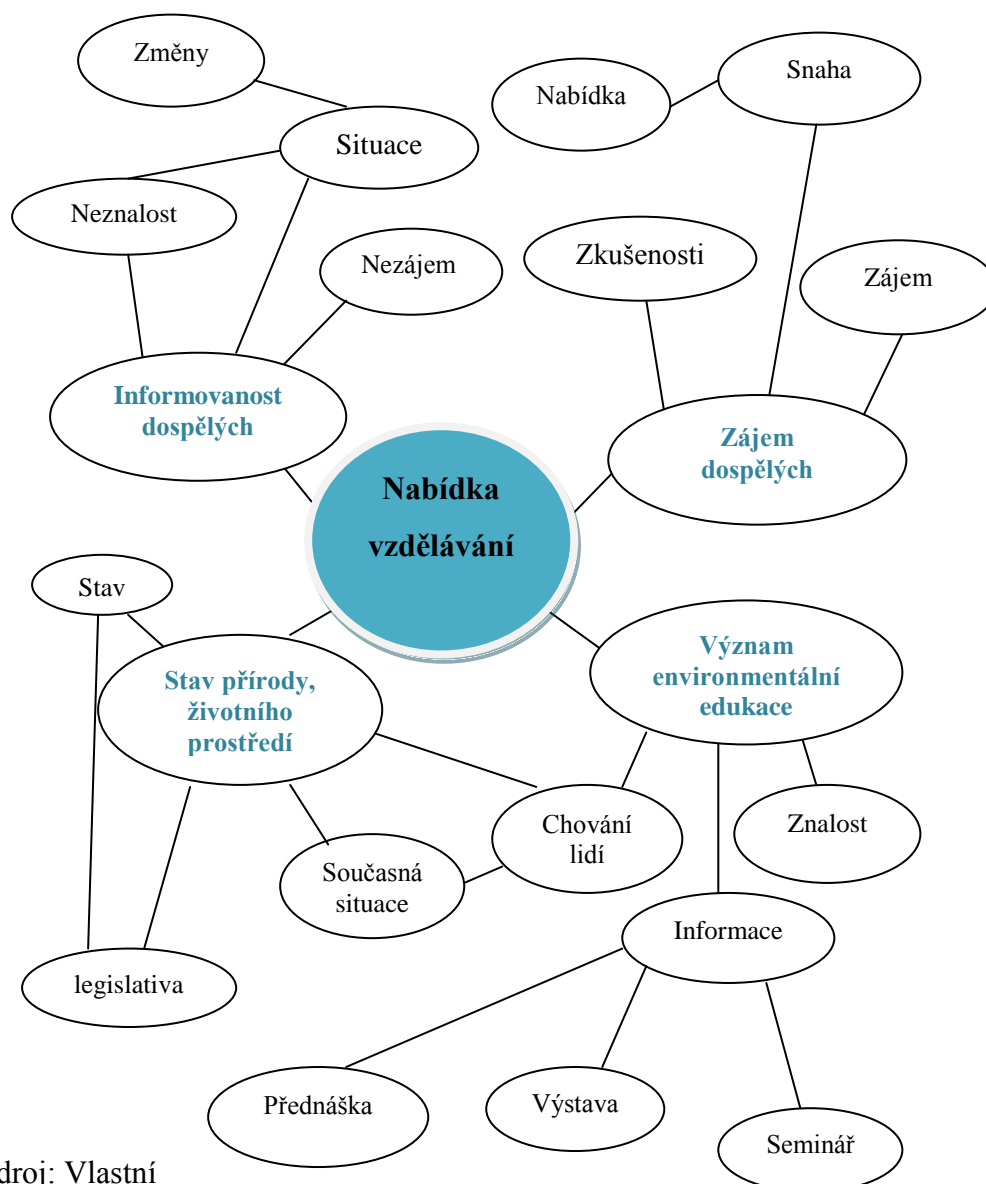 Změny
Snaha
Nabídka
Situace
Neznalost
Nezájem
Zkušenosti
Zájem
Informovanost
dospělých
Zájem
dospělých
Nabídka
vzdělávání
Stav
Stav přírody,
životního
prostředí
Význam
environmentální
edukace
Chování
lidí
Znalost
Současná
situace
Informace
legislativa
Přednáška
Výstava
Seminář
droj: Vlastní